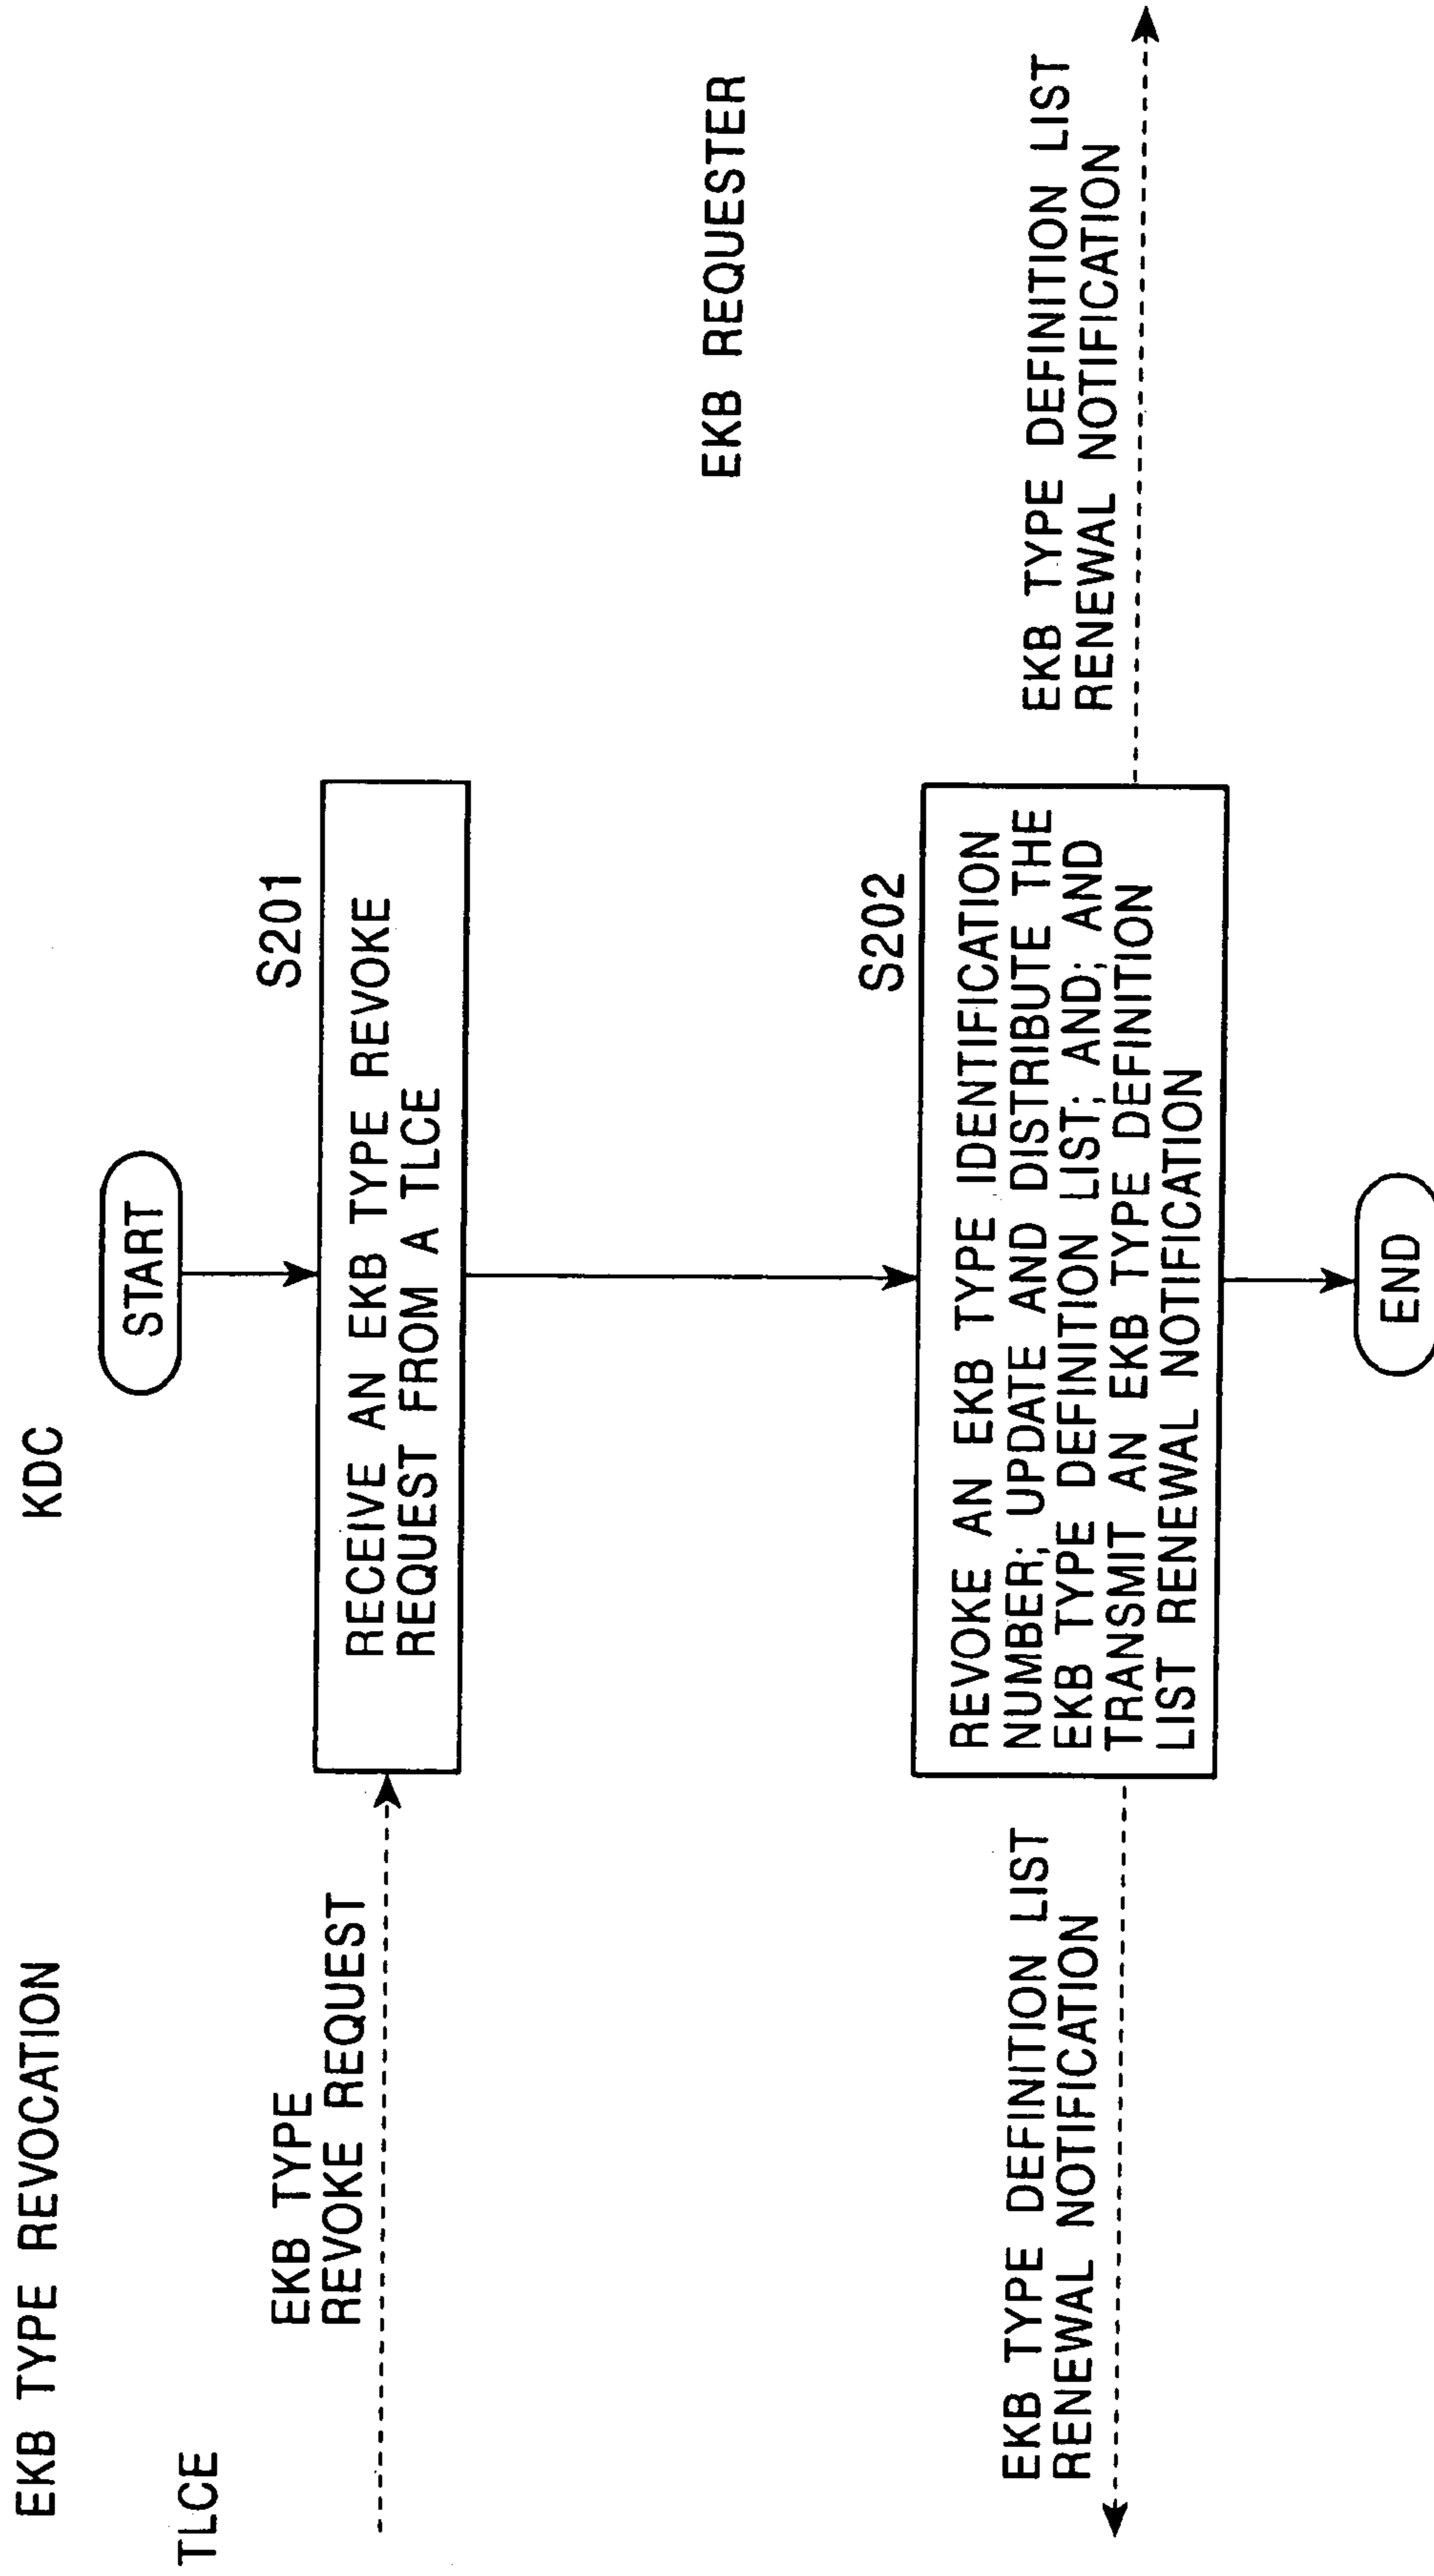 EKB TYPE REVOCATION
TLCE
KDC
START
EKB TYPE
REVOKE REQUEST
S201
RECEIVE AN EKB TYPE REVOKE
REQUEST FROM A TLCE
EKB REQUESTER
S202
REVOKE AN EKB TYPE IDENTIFICATION
NUMBER; UPDATE AND DISTRIBUTE THE
EKB TYPE DEFINITION LIST; AND; AND
TRANSMIT AN EKB TYPE DEFINITION
LIST RENEWAL NOTIFICATION
EKB TYPE DEFINITION LIST
RENEWAL NOTIFICATION
EKB TYPE DEFINITION LIST
RENEWAL NOTIFICATION
END